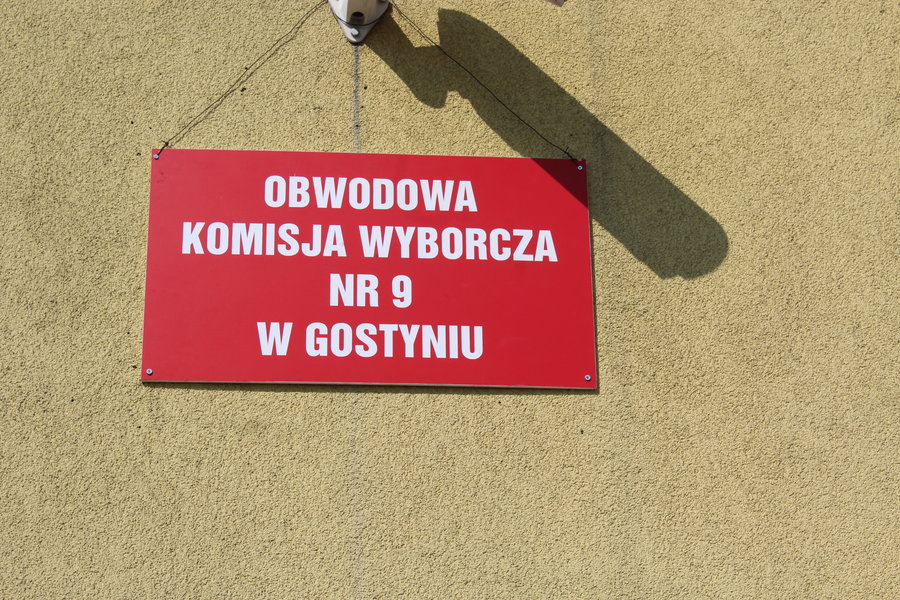 OBWODOWA
KOMISJA WYBORCZA
NR 9
W GOSTYNIU